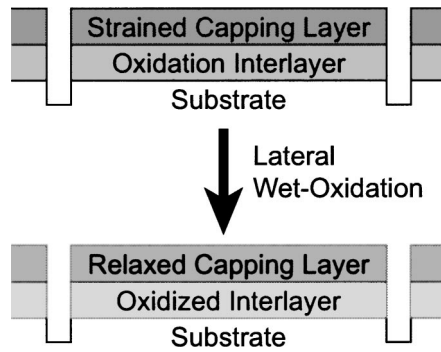 Strained Capping Layer
Oxidation Interlayer
Substrate
Lateral
Wet-Oxidation
Relaxed Capping Layer
Oxidized Interlayer
Substrate